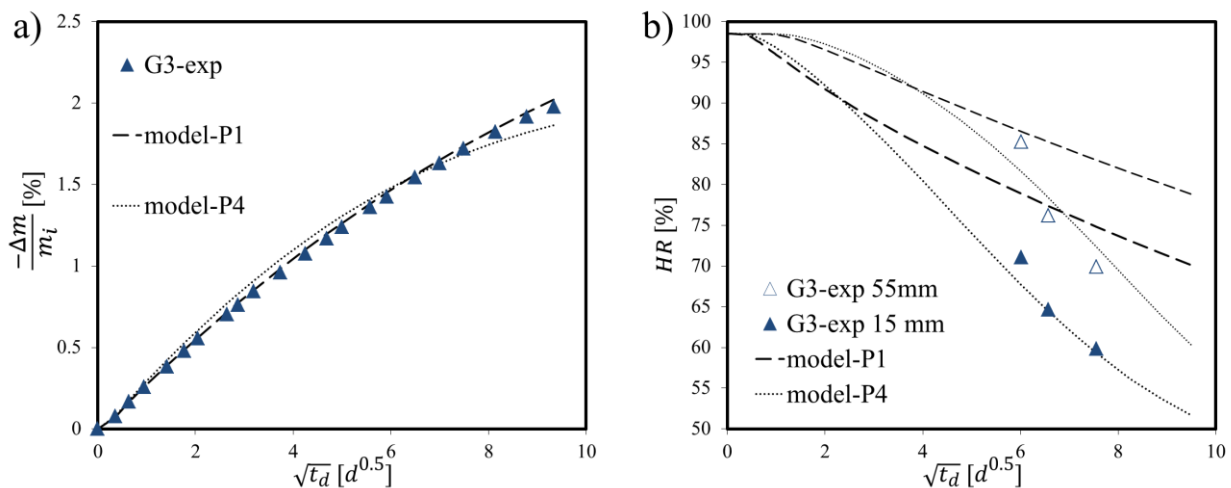 a)
2.5
2
1.5
1
0.5
0
0 2 4 6 8 10
−Δm/m_i [%]
√t_d [d^0.5]
G3-exp
model-P1
model-P4
b)
100
95
90
85
80
75
70
65
60
55
50
0 2 4 6 8 10
HR [%]
√t_d [d^0.5]
G3-exp 55mm
G3-exp 15 mm
model-P1
model-P4